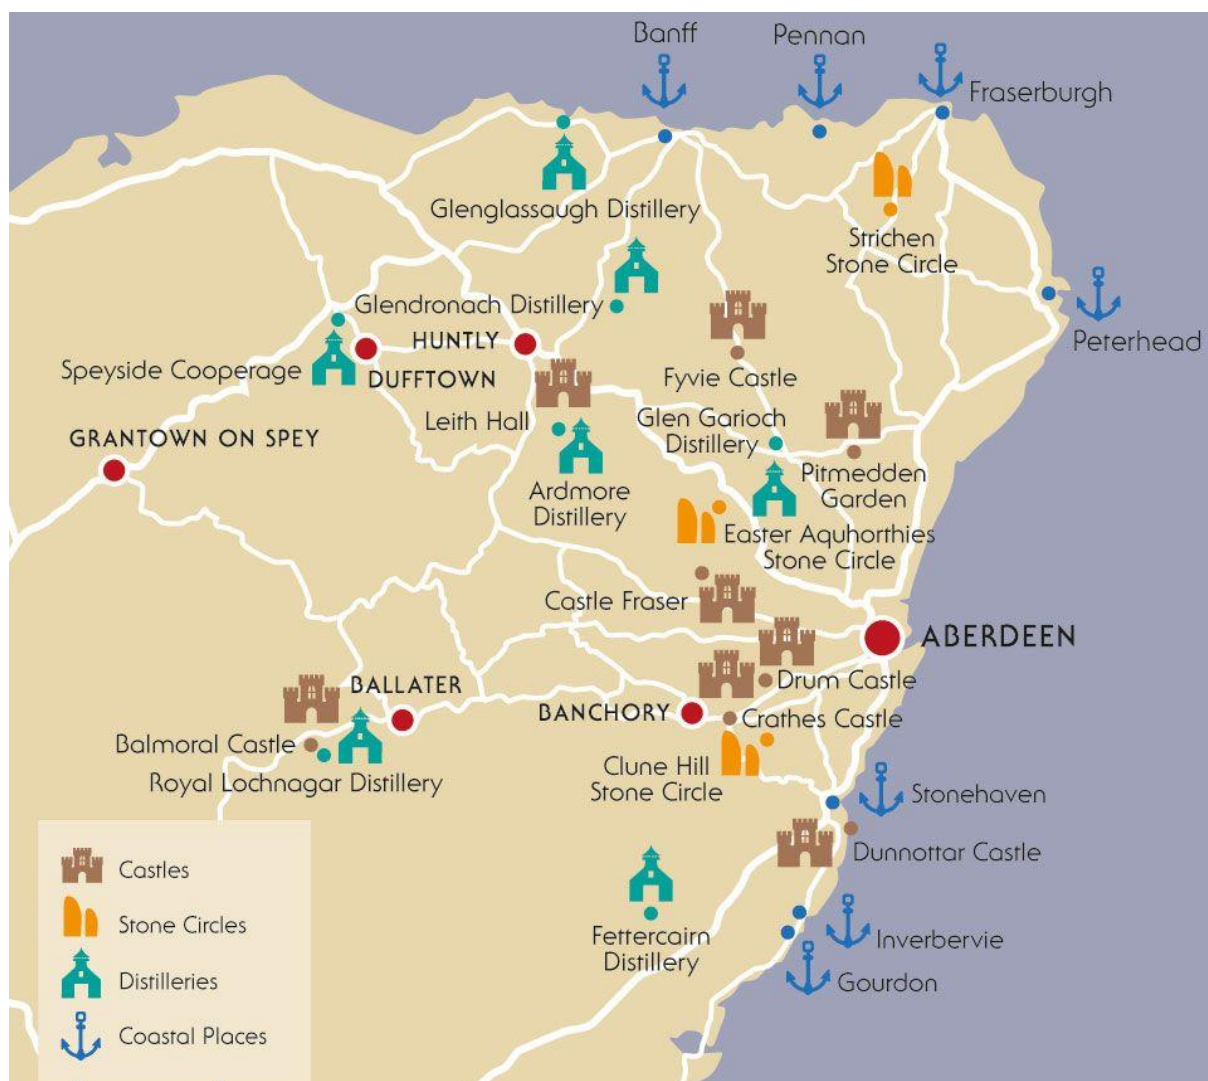 Banff
Pennan
Fraserburgh
Glenglassaugh Distillery
Strichen
Stone Circle
Glendronach Distillery
Peterhead
HUNTLY
Speyside Cooperage
DUFFTOWN
Fyvie Castle
Leith Hall
Glen Garioch
Distillery
GRANTOWN ON SPEY
Pitmedden
Garden
Ardmore
Distillery
Easter Aquhorthies
Stone Circle
Castle Fraser
ABERDEEN
BALLATER
Drum Castle
BANCHORY
Crathes Castle
Balmoral Castle
Royal Lochnagar Distillery
Clune Hill
Stone Circle
Stonehaven
Dunnottar Castle
Castles
Stone Circles
Distilleries
Coastal Places
Fettercairn
Distillery
Inverbervie
Gourdon